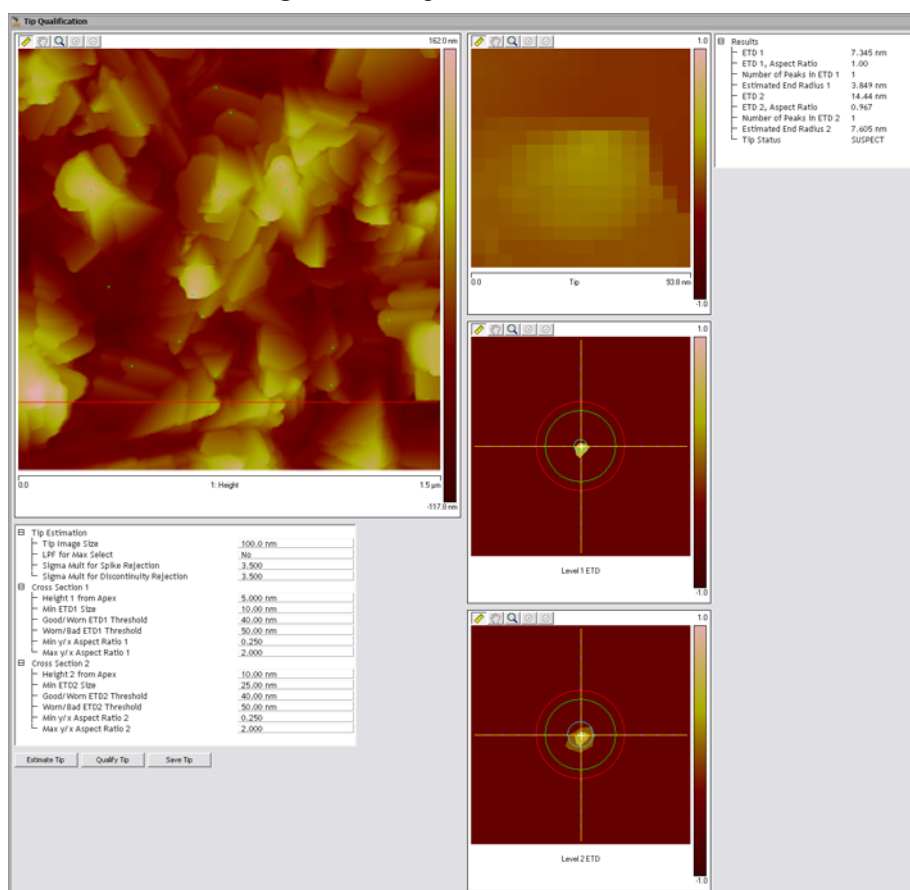 Tip Qualification
162.0 nm
0.0 1: Height 1.5 µm
-117.8 nm
1.0
0.0 Tip 93.8 nm
-1.0
1.0
Level 1 ETD
-1.0
1.0
Level 2 ETD
-1.0
Results
ETD 1 7.345 nm
ETD 1, Aspect Ratio 1.00
Number of Peaks in ETD 1 1
Estimated End Radius 1 3.849 nm
ETD 2 14.44 nm
ETD 2, Aspect Ratio 0.967
Number of Peaks in ETD 2 1
Estimated End Radius 2 7.605 nm
Tip Status SUSPECT
Tip Estimation
Tip Image Size 100.0 nm
LPF for Max Select No
Sigma Mult for Spike Rejection 3.500
Sigma Mult for Discontinuity Rejection 3.500
Cross Section 1
Height 1 from Apex 5.000 nm
Min ETD1 Size 10.00 nm
Good/Worn ETD1 Threshold 40.00 nm
Worn/Bad ETD1 Threshold 50.00 nm
Min y/x Aspect Ratio 1 0.250
Max y/x Aspect Ratio 1 2.000
Cross Section 2
Height 2 from Apex 10.00 nm
Min ETD2 Size 25.00 nm
Good/Worn ETD2 Threshold 40.00 nm
Worn/Bad ETD2 Threshold 50.00 nm
Min y/x Aspect Ratio 2 0.250
Max y/x Aspect Ratio 2 2.000
Estimate Tip Qualify Tip Save Tip